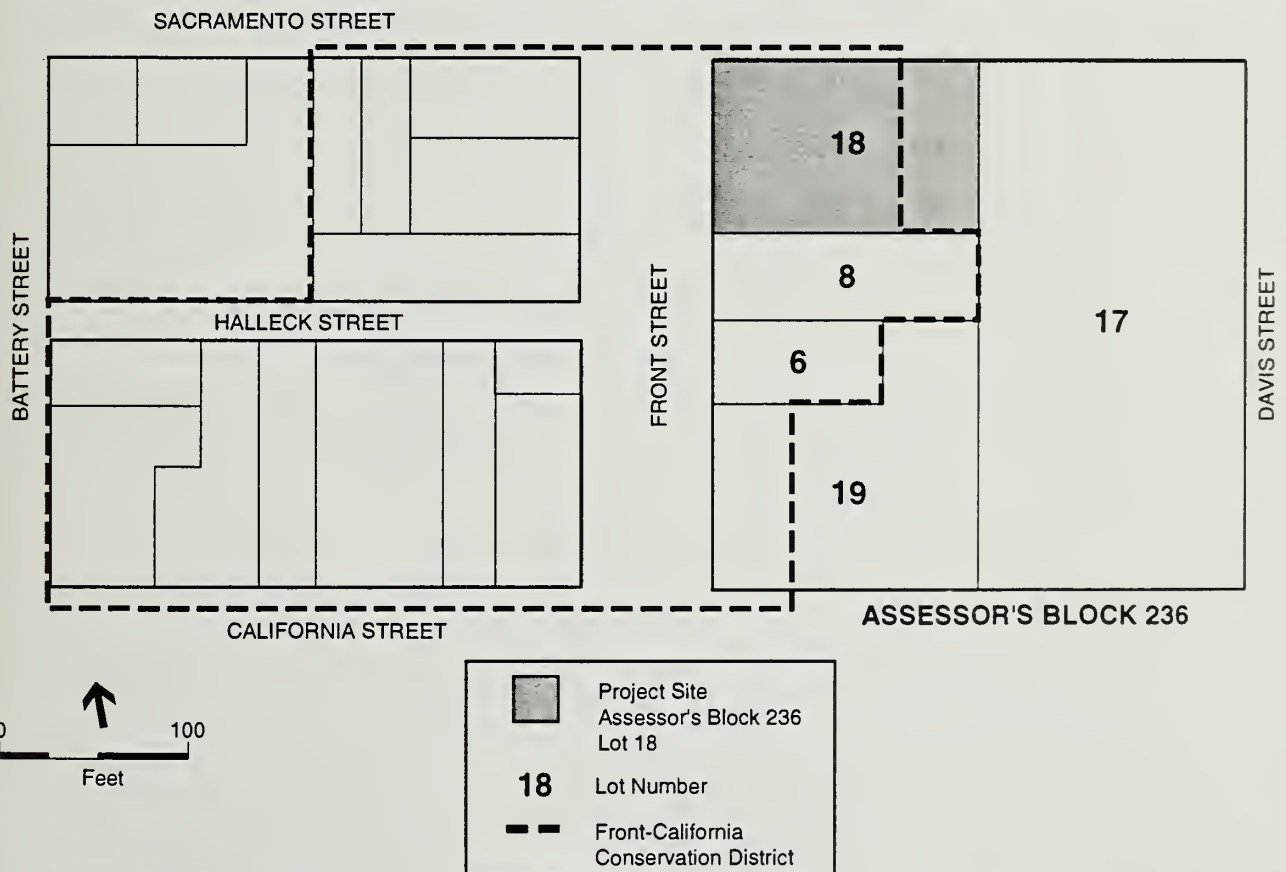 SACRAMENTO STREET
18
BATTERY STREET
HALLECK STREET
FRONT STREET
8
17
DAVIS STREET
6
19
CALIFORNIA STREET
ASSESSOR'S BLOCK 236
0 100
Feet
Project Site
Assessor's Block 236
Lot 18
18 Lot Number
Front-California
Conservation District